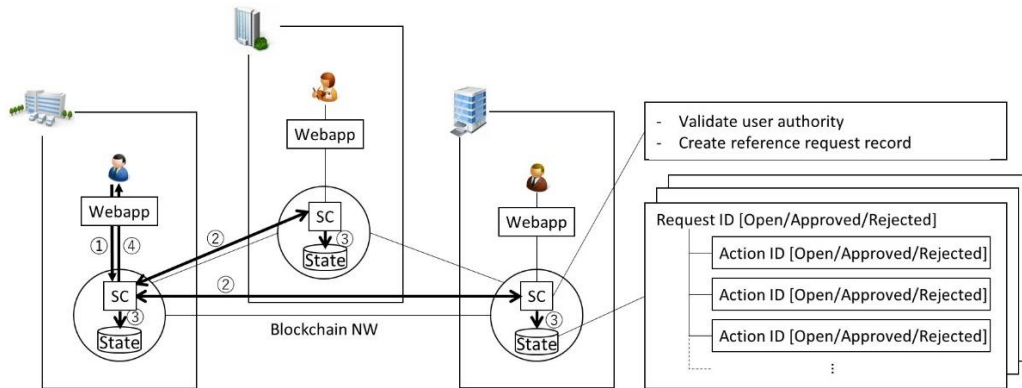 Webapp
①
④
SC
③
State
②
②
Webapp
SC
③
State
Blockchain NW
Webapp
SC
③
State
- Validate user authority
- Create reference request record
Request ID [Open/Approved/Rejected]
Action ID [Open/Approved/Rejected]
Action ID [Open/Approved/Rejected]
Action ID [Open/Approved/Rejected]
⋮